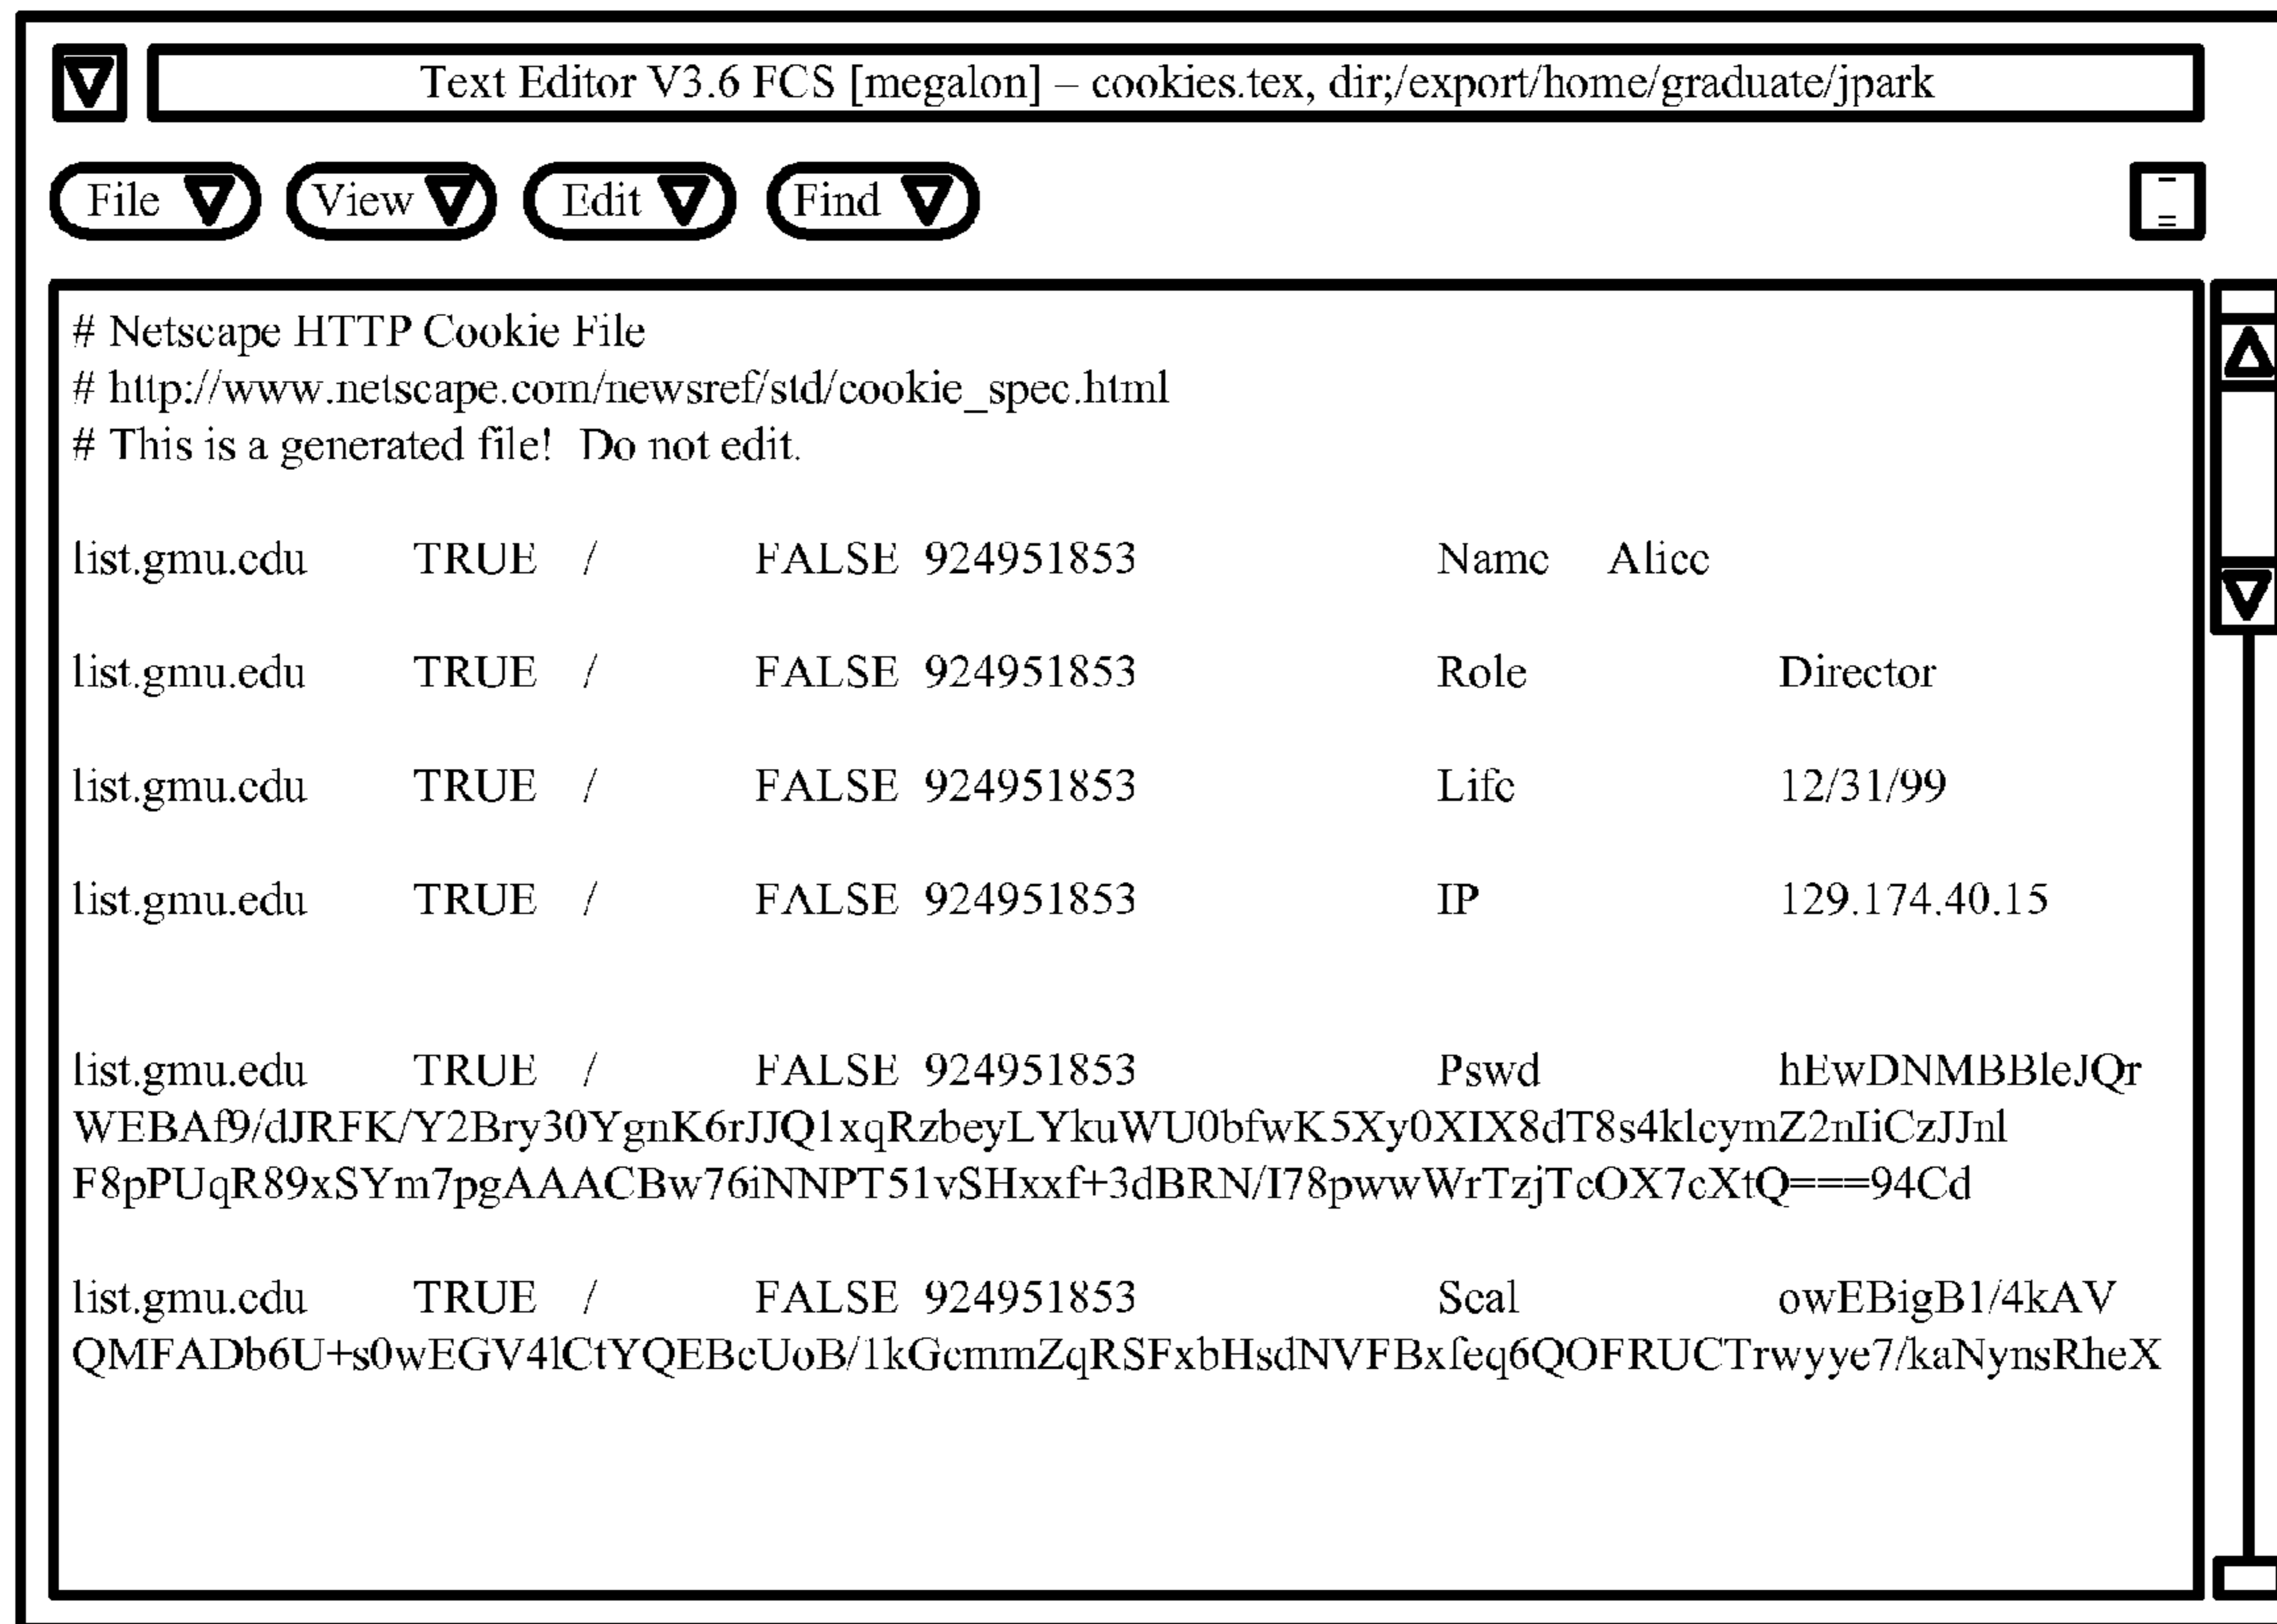 Text Editor V3.6 FCS [megalon] – cookies.tex, dir;/export/home/graduate/jpark
File View Edit Find
# Netscape HTTP Cookie File
# http://www.netscape.com/newsref/std/cookie_spec.html
# This is a generated file! Do not edit.
list.gmu.edu TRUE / FALSE 924951853 Name Alice
list.gmu.edu TRUE / FALSE 924951853 Role Director
list.gmu.edu TRUE / FALSE 924951853 Life 12/31/99
list.gmu.edu TRUE / FALSE 924951853 IP 129.174.40.15
list.gmu.edu TRUE / FALSE 924951853 Pswd hEwDNMBBleJQr
WEBAf9/dJRFK/Y2Bry30YgnK6rJJQ1xqRzbeyLYkuWU0bfwK5Xy0XIX8dT8s4klcymZ2nIiCzJJnl
F8pPUqR89xSYm7pgAAACBw76iNNPT51vSHxxf+3dBRN/I78pwwWrTzjTcOX7cXtQ===94Cd
list.gmu.edu TRUE / FALSE 924951853 Seal owEBigB1/4kAV
QMFADb6U+s0wEGV4lCtYQEBcUoB/1kGcmmZqRSFxbHsdNVFBxfeq6QOFRUCTrwyye7/kaNynsRheX